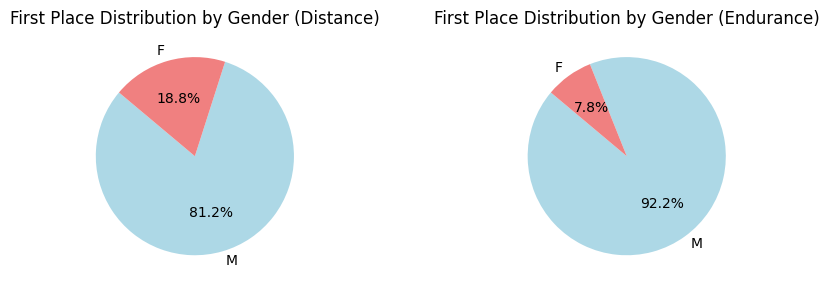 First Place Distribution by Gender (Distance)
F
18.8%
81.2%
M
First Place Distribution by Gender (Endurance)
F
7.8%
92.2%
M